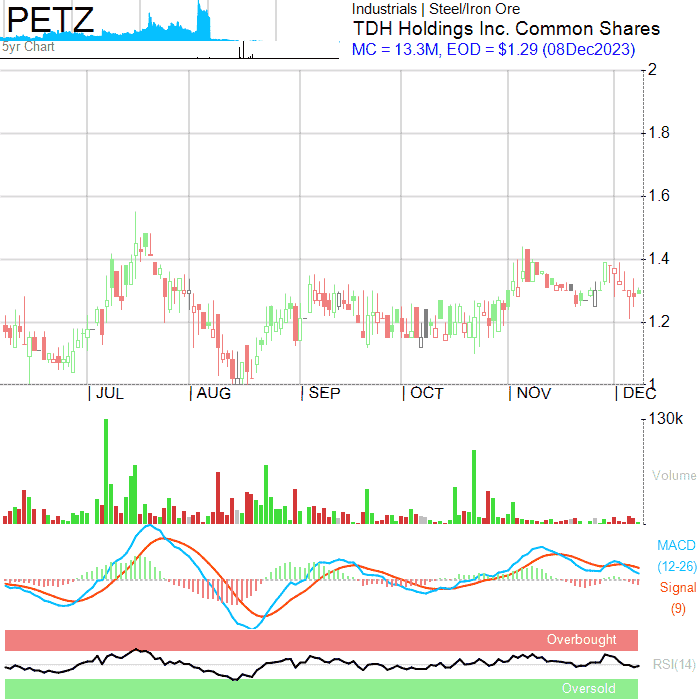 PETZ
5yr Chart
Industrials | Steel/Iron Ore
TDH Holdings Inc. Common Shares
MC = 13.3M, EOD = $1.29 (08Dec2023)
2
1.8
1.6
1.4
1.2
1
JUL AUG SEP OCT NOV DEC
130k
Volume
MACD
(12-26)
Signal
(9)
Overbought
RSI(14)
Oversold